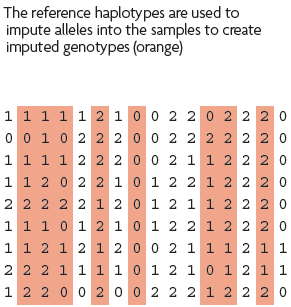 The reference haplotypes are used to
impute alleles into the samples to create
imputed genotypes (orange)
1 1 1 1 1 2 1 0 0 2 2 0 2 2 2 0
0 0 1 0 2 2 2 0 2 2 2 2 2 2 2 0
1 1 1 1 2 2 2 0 0 2 1 1 2 2 2 0
1 1 2 0 2 2 1 0 1 2 2 1 2 2 2 0
2 2 2 2 1 2 0 1 2 1 1 2 2 2 0
1 1 1 0 1 2 1 0 1 2 2 1 2 2 2 0
1 1 2 1 2 1 2 0 0 2 1 1 1 2 1 1
2 2 2 1 1 1 1 0 1 2 1 0 1 2 1 1
1 2 2 0 0 2 0 0 2 2 2 1 2 2 2 0